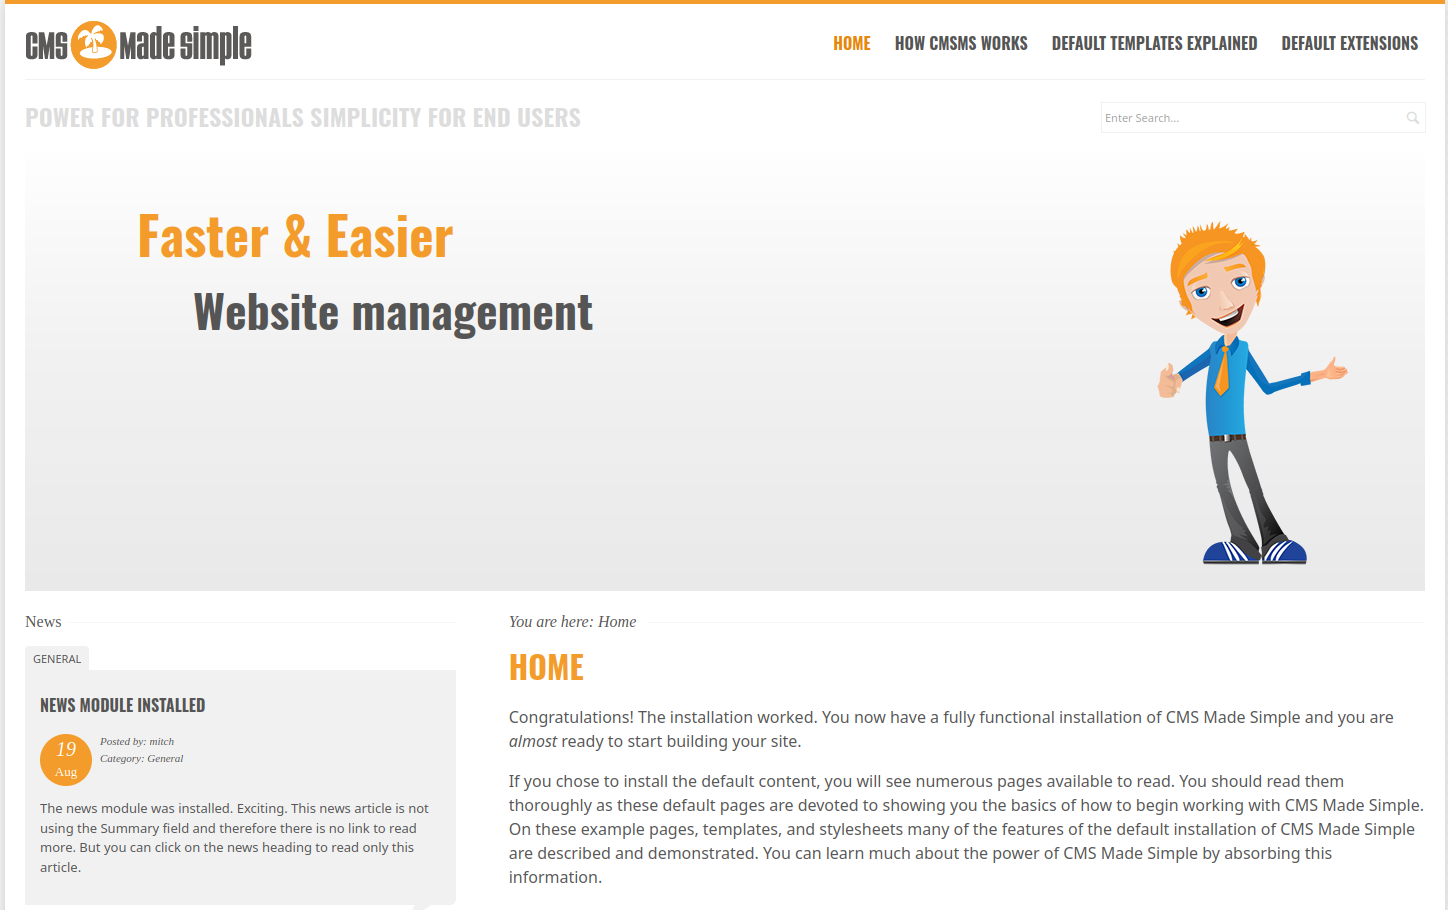 CMS made simple
HOME HOW CMSMS WORKS DEFAULT TEMPLATES EXPLAINED DEFAULT EXTENSIONS
POWER FOR PROFESSIONALS SIMPLICITY FOR END USERS
Enter Search...
Faster & Easier
Website management
News
GENERAL
NEWS MODULE INSTALLED
19
Aug
Posted by: mitch
Category: General
The news module was installed. Exciting. This news article is not
using the Summary field and therefore there is no link to read
more. But you can click on the news heading to read only this
article.
You are here: Home
HOME
Congratulations! The installation worked. You now have a fully functional installation of CMS Made Simple and you are
almost ready to start building your site.
If you chose to install the default content, you will see numerous pages available to read. You should read them
thoroughly as these default pages are devoted to showing you the basics of how to begin working with CMS Made Simple.
On these example pages, templates, and stylesheets many of the features of the default installation of CMS Made Simple
are described and demonstrated. You can learn much about the power of CMS Made Simple by absorbing this
information.